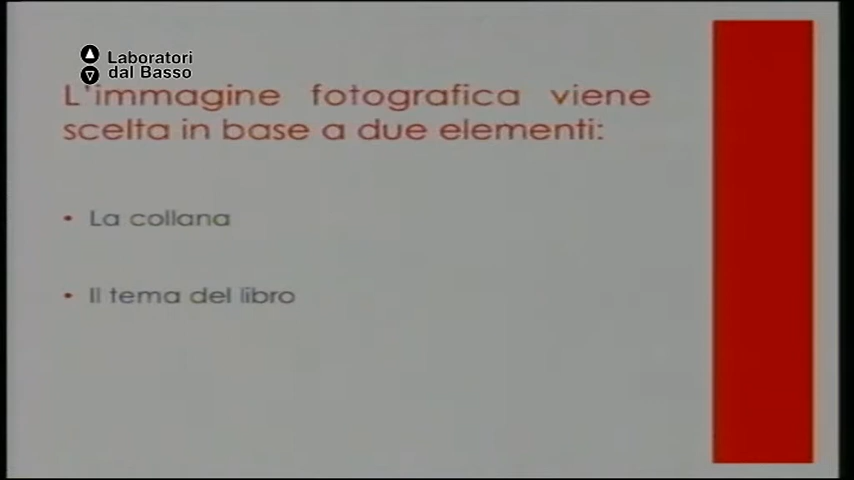 Laboratori
dal Basso
L'immagine fotografica viene
scelta in base a due elementi:
• La collana
• Il tema del libro